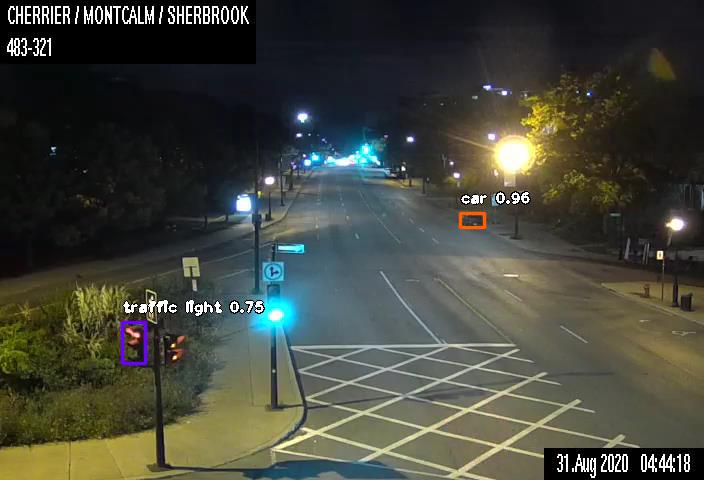 CHERRIER / MONTCALM / SHERBROOK
483-321
car 0.96
traffic light 0.75
31.Aug 2020 04:44:18